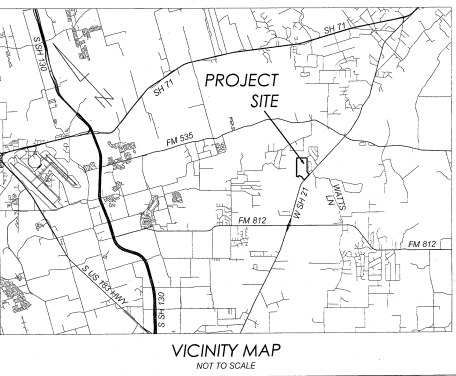 S SH 130
SH 71
SH 71
PROJECT
SITE
FM 535
W SH 21
WATTS
LN
FM 812
FM 812
S US 183 HWY
S SH 130
VICINITY MAP
NOT TO SCALE